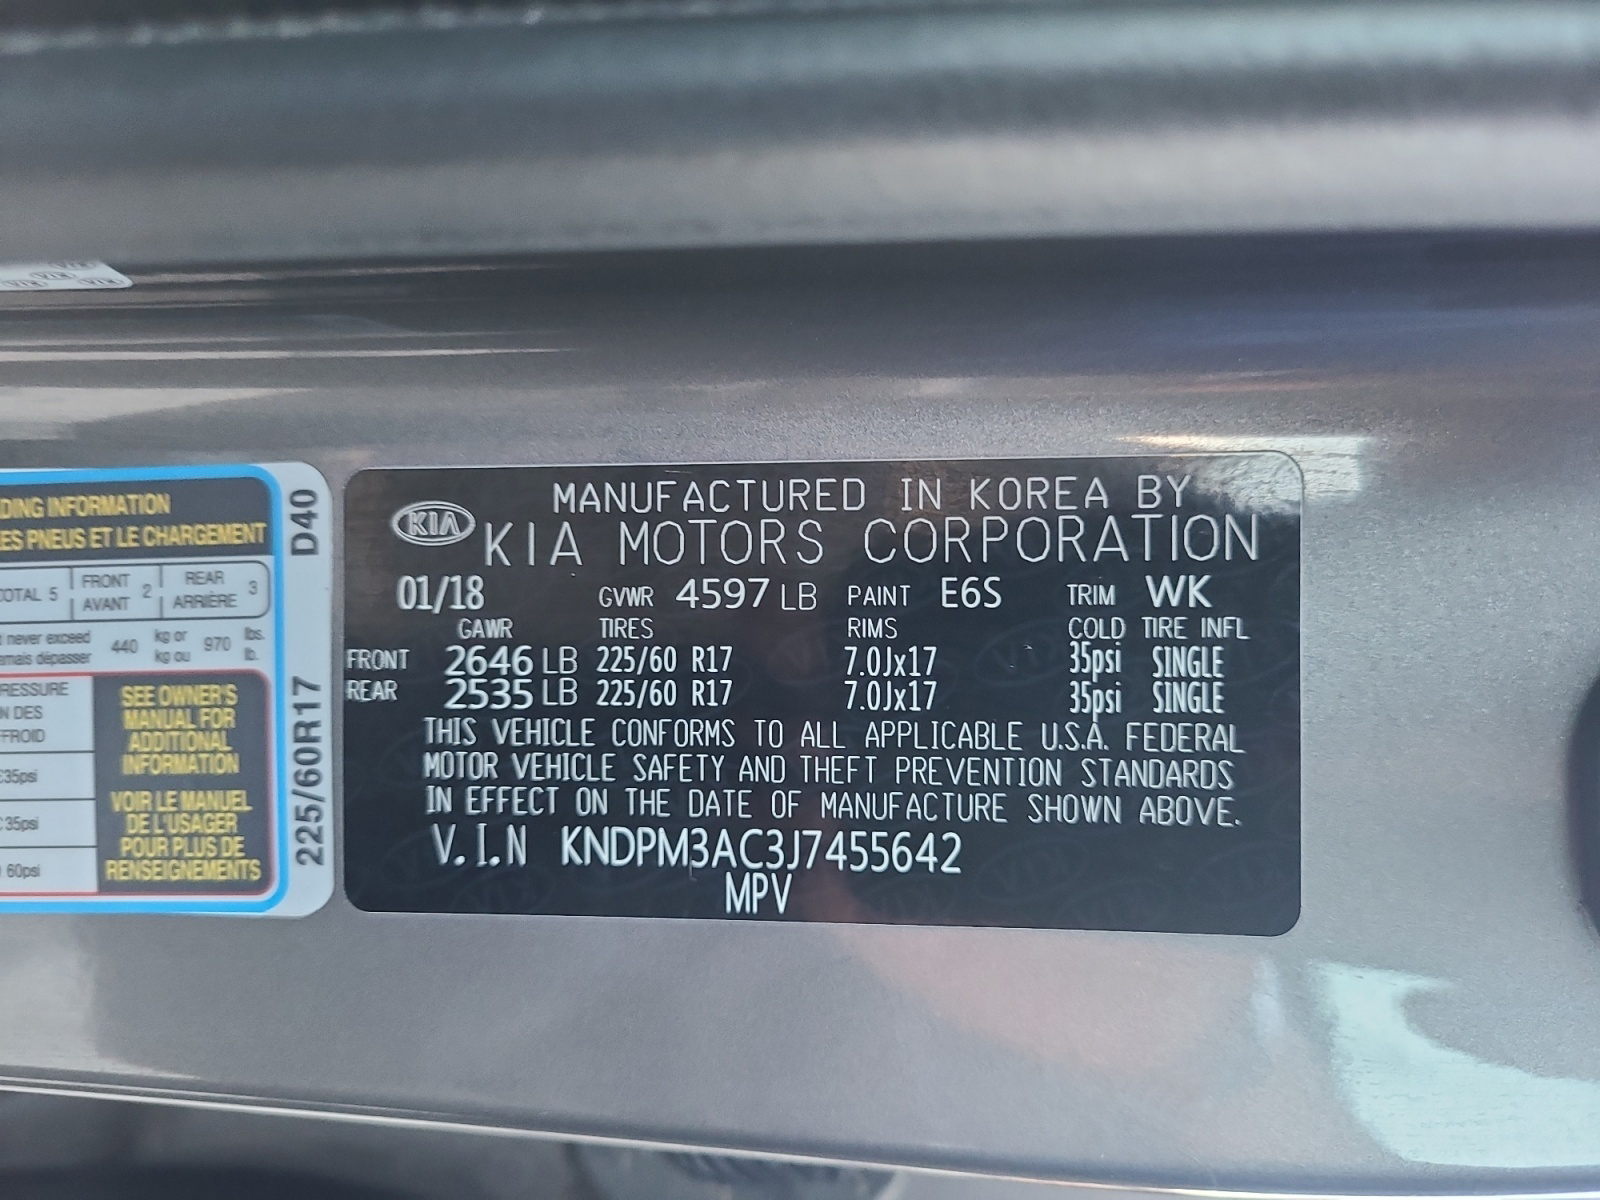 DING INFORMATION
ES PNEUS ET LE CHARGEMENT
TOTAL 5 FRONT AVANT 2 REAR ARRIÈRE 3
never exceed
jamais dépasser 440 kg or kg ou 970 lbs. lb.
PRESSURE
N DES
FROID
35psi
35psi
60psi
SEE OWNER'S
MANUAL FOR
ADDITIONAL
INFORMATION
VOIR LE MANUEL
DE L'USAGER
POUR PLUS DE
RENSEIGNEMENTS
225/60R17 D40
KIA
MANUFACTURED IN KOREA BY
KIA MOTORS CORPORATION
01/18 GVWR 4597 LB PAINT E6S TRIM WK
GAWR TIRES RIMS COLD TIRE INFL
FRONT 2646 LB 225/60 R17 7.0Jx17 35psi SINGLE
REAR 2535 LB 225/60 R17 7.0Jx17 35psi SINGLE
THIS VEHICLE CONFORMS TO ALL APPLICABLE U.S.A. FEDERAL
MOTOR VEHICLE SAFETY AND THEFT PREVENTION STANDARDS
IN EFFECT ON THE DATE OF MANUFACTURE SHOWN ABOVE.
V.I.N KNDPM3AC3J7455642
MPV